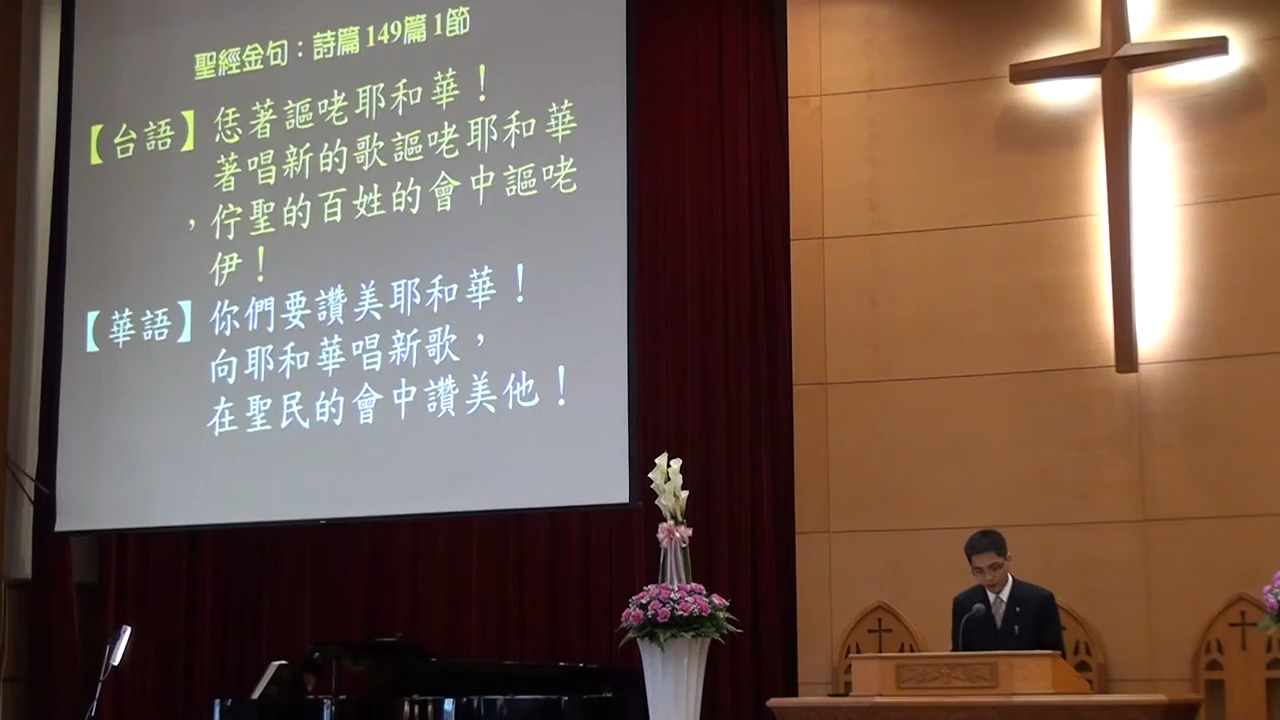 聖經金句：詩篇 149篇 1節
【台語】恁著謳咾耶和華！
著唱新的歌謳咾耶和華
，佇聖的百姓的會中謳咾
伊！
【華語】你們要讚美耶和華！
向耶和華唱新歌，
在聖民的會中讚美他！